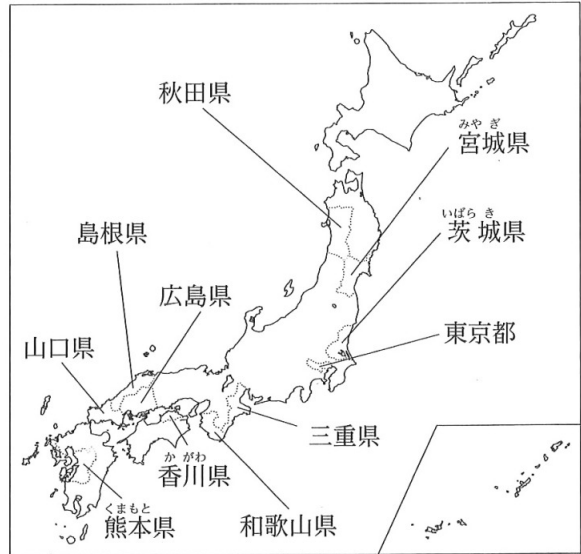 秋田県
みやぎ
宮城県
いばらき
茨城県
島根県
広島県
山口県
東京都
三重県
かがわ
香川県
くまもと
熊本県
和歌山県